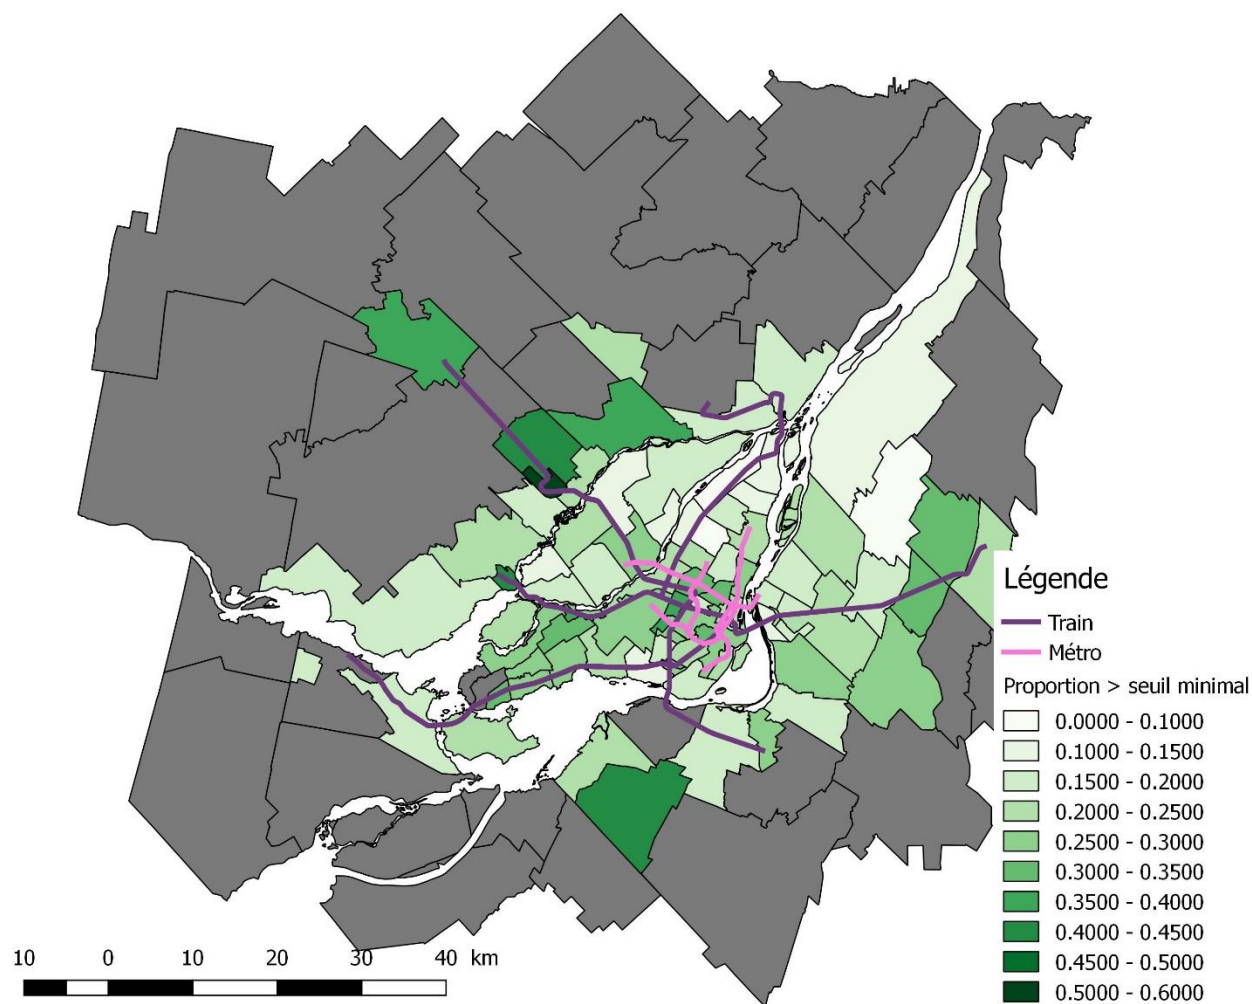 Légende
Train
Métro
Proportion > seuil minimal
0.0000 - 0.1000
0.1000 - 0.1500
0.1500 - 0.2000
0.2000 - 0.2500
0.2500 - 0.3000
0.3000 - 0.3500
0.3500 - 0.4000
0.4000 - 0.4500
0.4500 - 0.5000
0.5000 - 0.6000
10 0 10 20 30 40 km